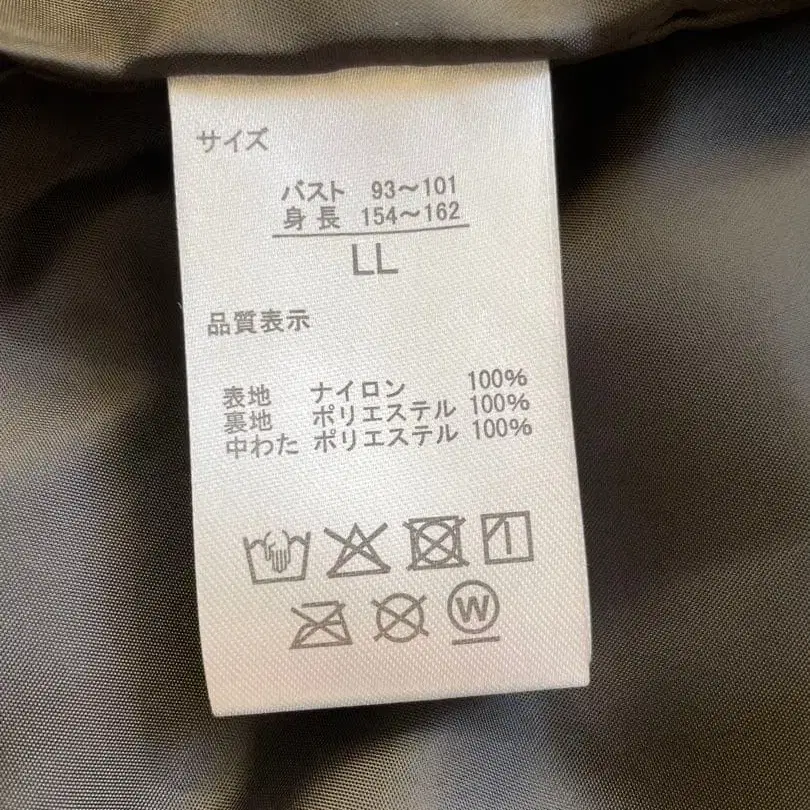 サイズ
バスト 93～101
身長 154～162
LL
品質表示
表地 ナイロン 100%
裏地 ポリエステル 100%
中わた ポリエステル 100%
W